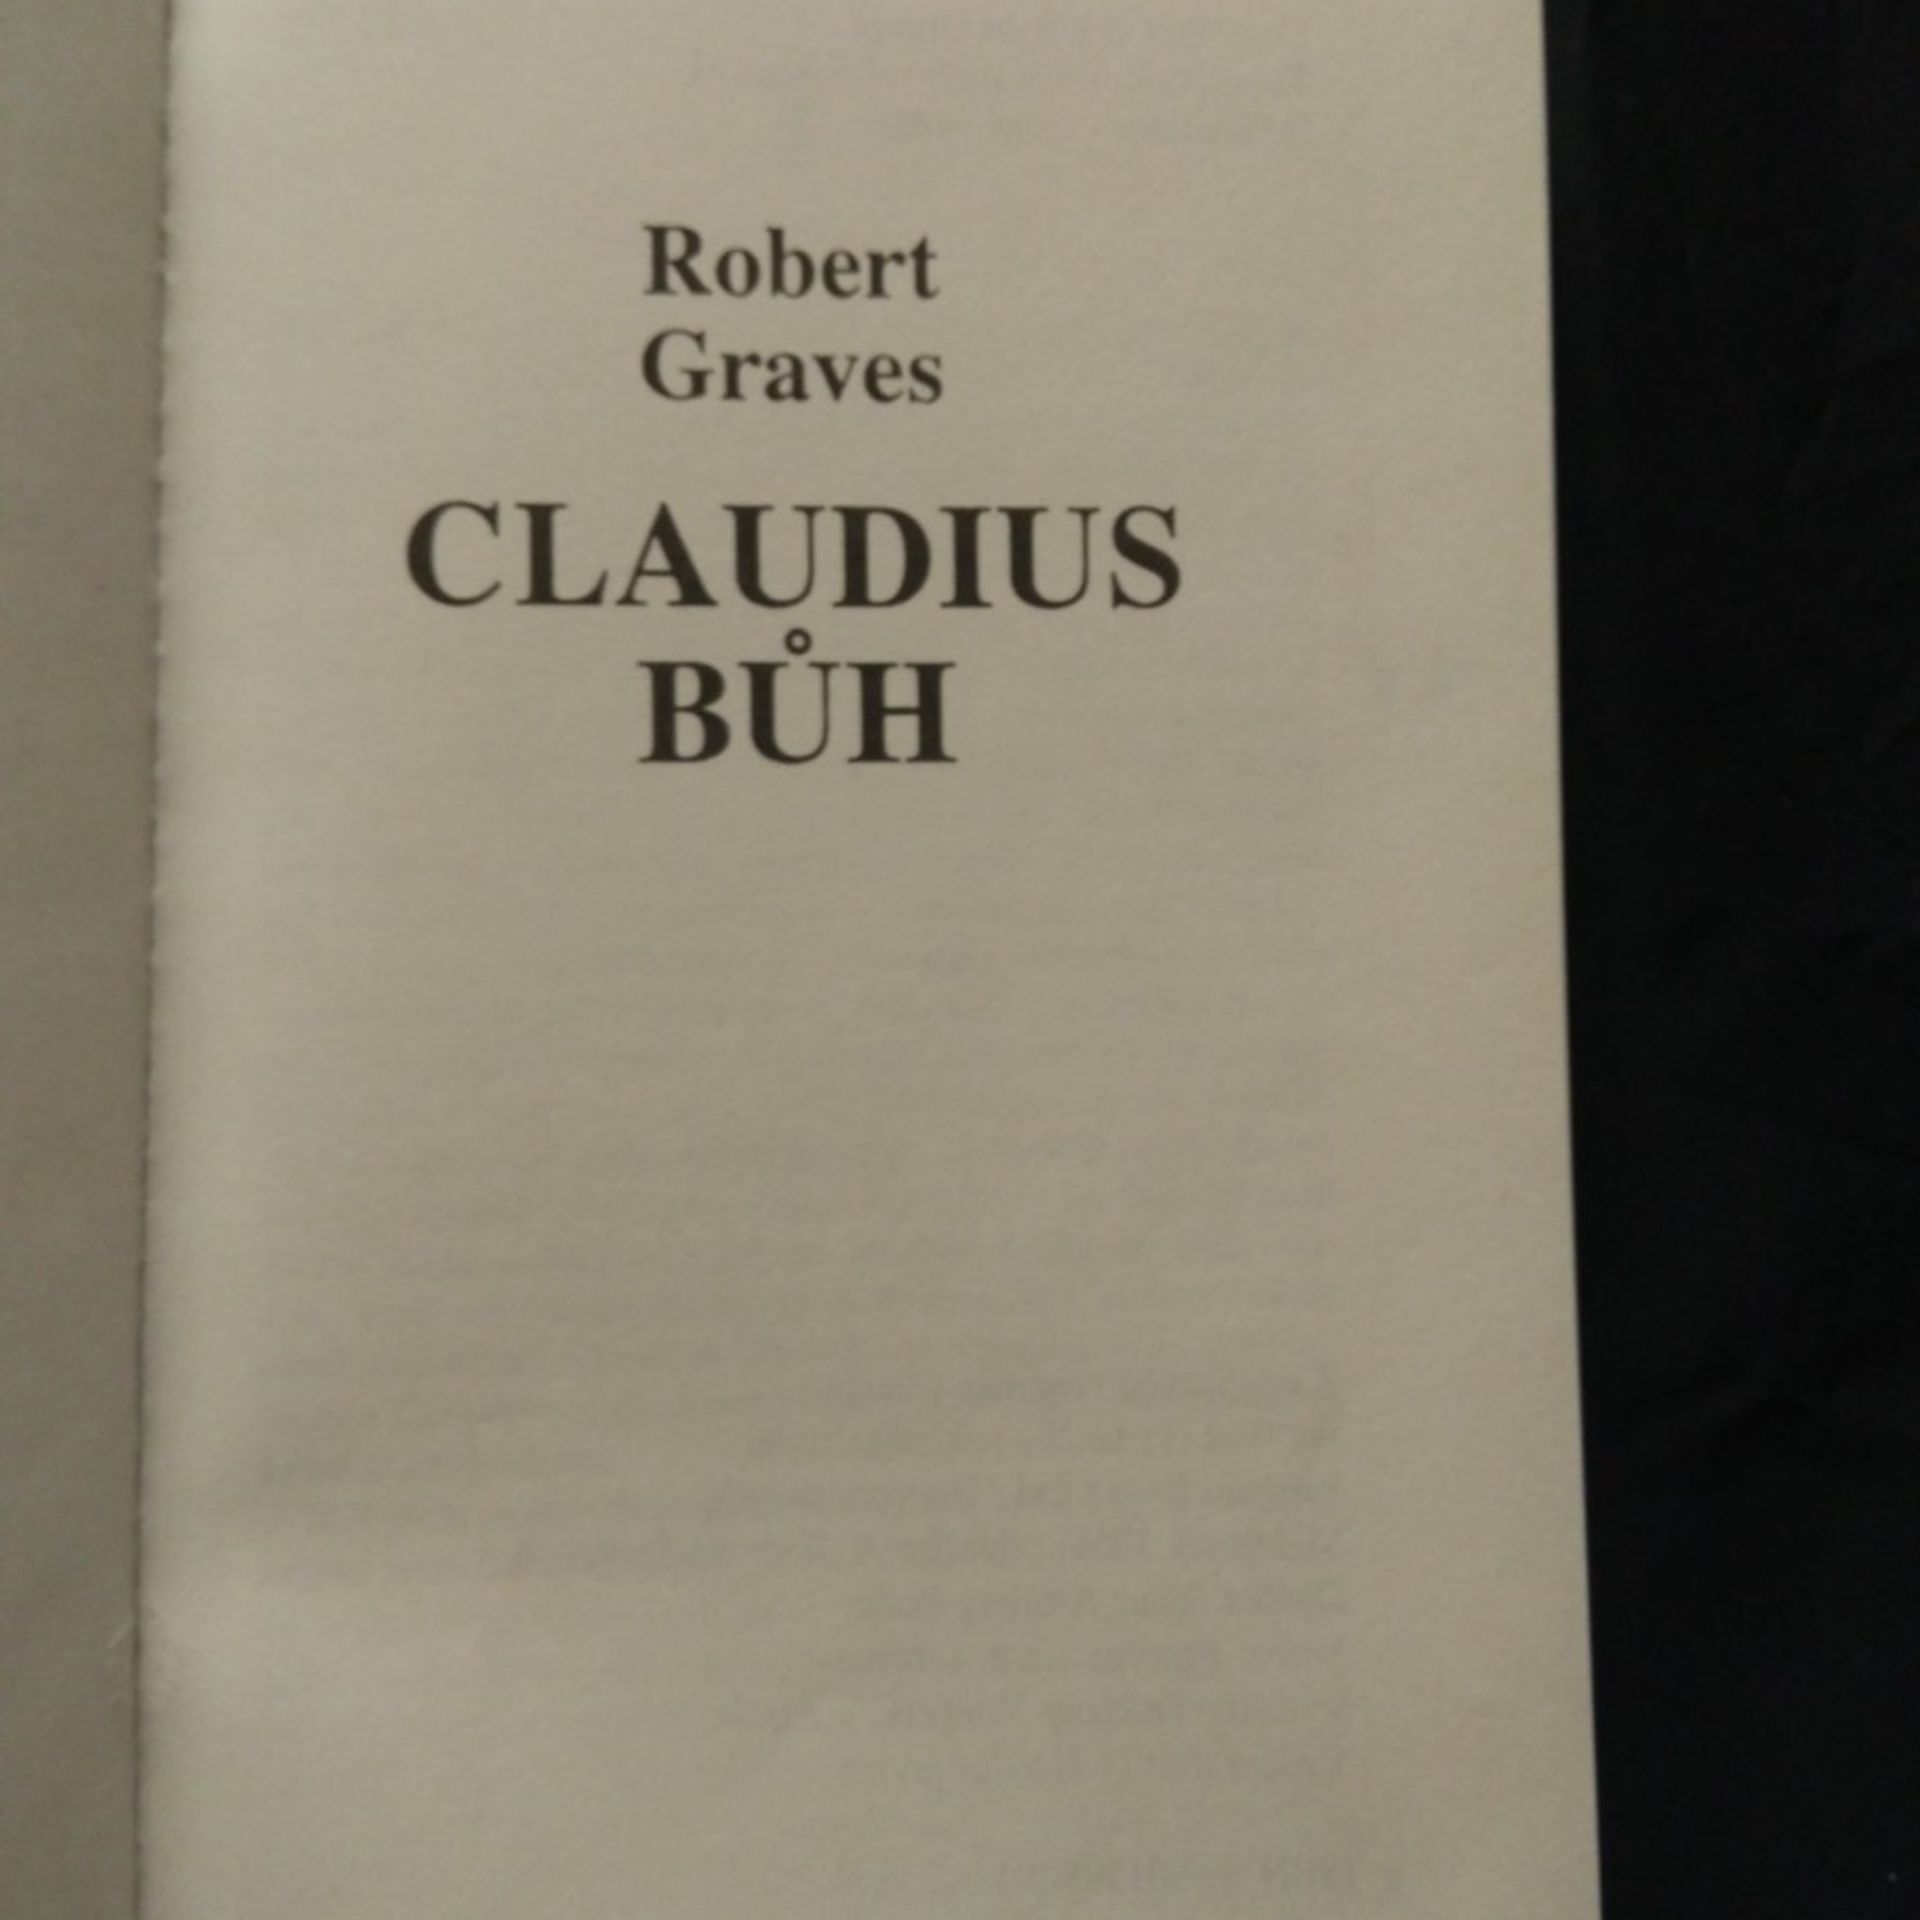 Robert
Graves
CLAUDIUS
BŮH